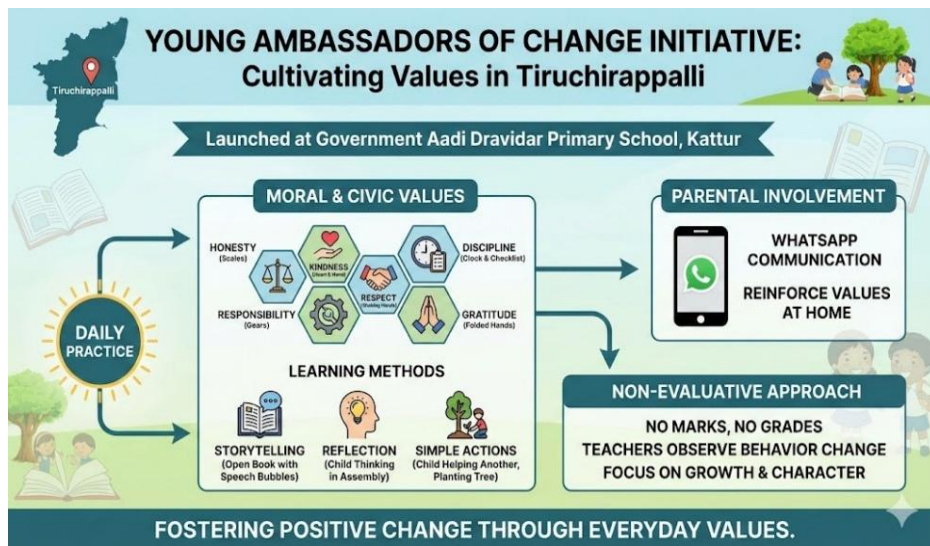 YOUNG AMBASSADORS OF CHANGE INITIATIVE:
Cultivating Values in Tiruchirappalli
Tiruchirappalli
Launched at Government Aadi Dravidar Primary School, Kattur
MORAL & CIVIC VALUES
HONESTY
(Scales)
KINDNESS
RESPECT
(Shaking Hands)
DISCIPLINE
(Clock & Checklist)
RESPONSIBILITY
(Gears)
GRATITUDE
(Folded Hands)
DAILY
PRACTICE
LEARNING METHODS
STORYTELLING
(Open Book with
Speech Bubbles)
REFLECTION
(Child Thinking
in Assembly)
SIMPLE ACTIONS
(Child Helping Another,
Planting Tree)
PARENTAL INVOLVEMENT
WHATSAPP
COMMUNICATION
REINFORCE VALUES
AT HOME
NON-EVALUATIVE APPROACH
NO MARKS, NO GRADES
TEACHERS OBSERVE BEHAVIOR CHANGE
FOCUS ON GROWTH & CHARACTER
FOSTERING POSITIVE CHANGE THROUGH EVERYDAY VALUES.